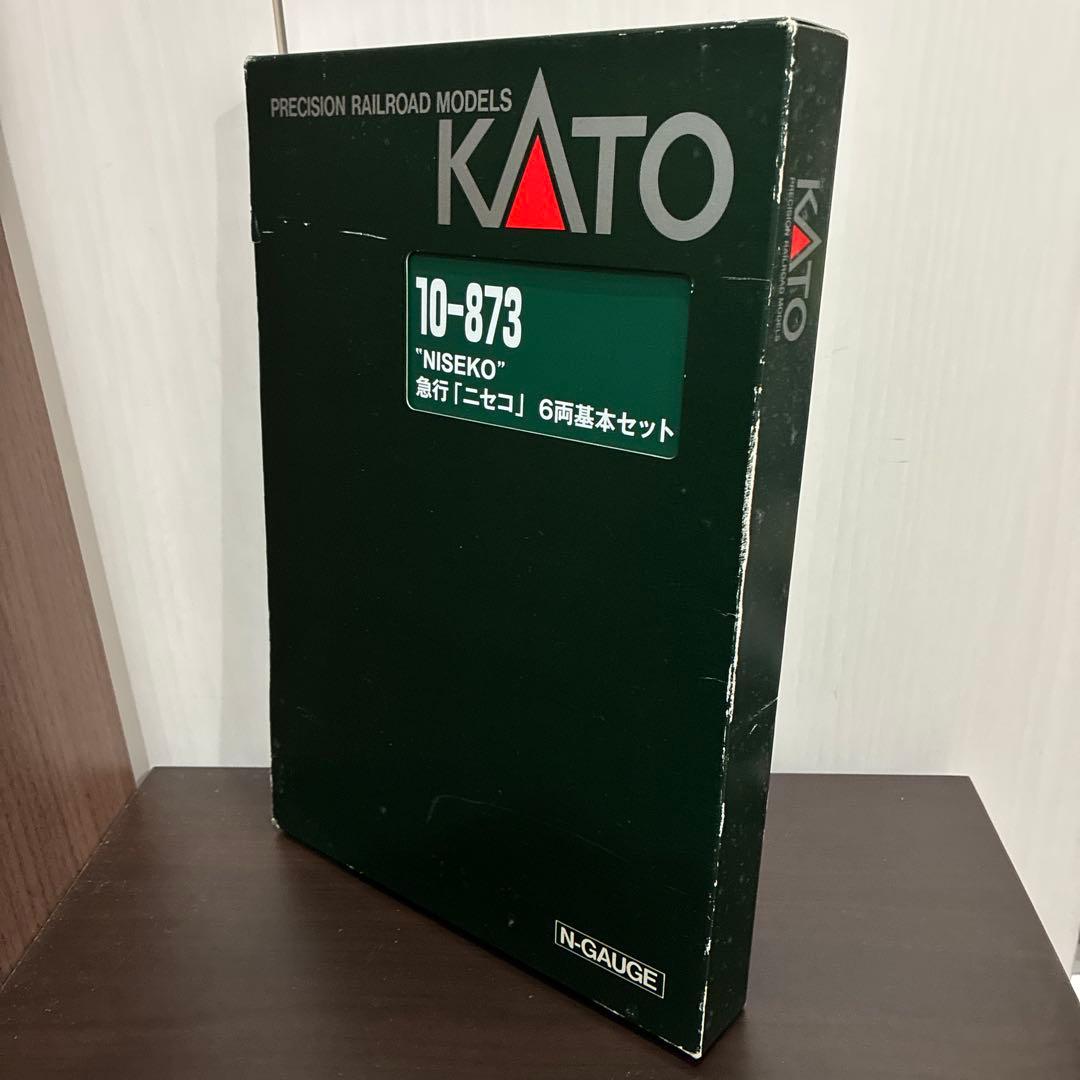 PRECISION RAILROAD MODELS
KATO
10-873
"NISEKO"
急行「ニセコ」 6両基本セット
N-GAUGE
KATO
PRECISION RAILROAD MODELS